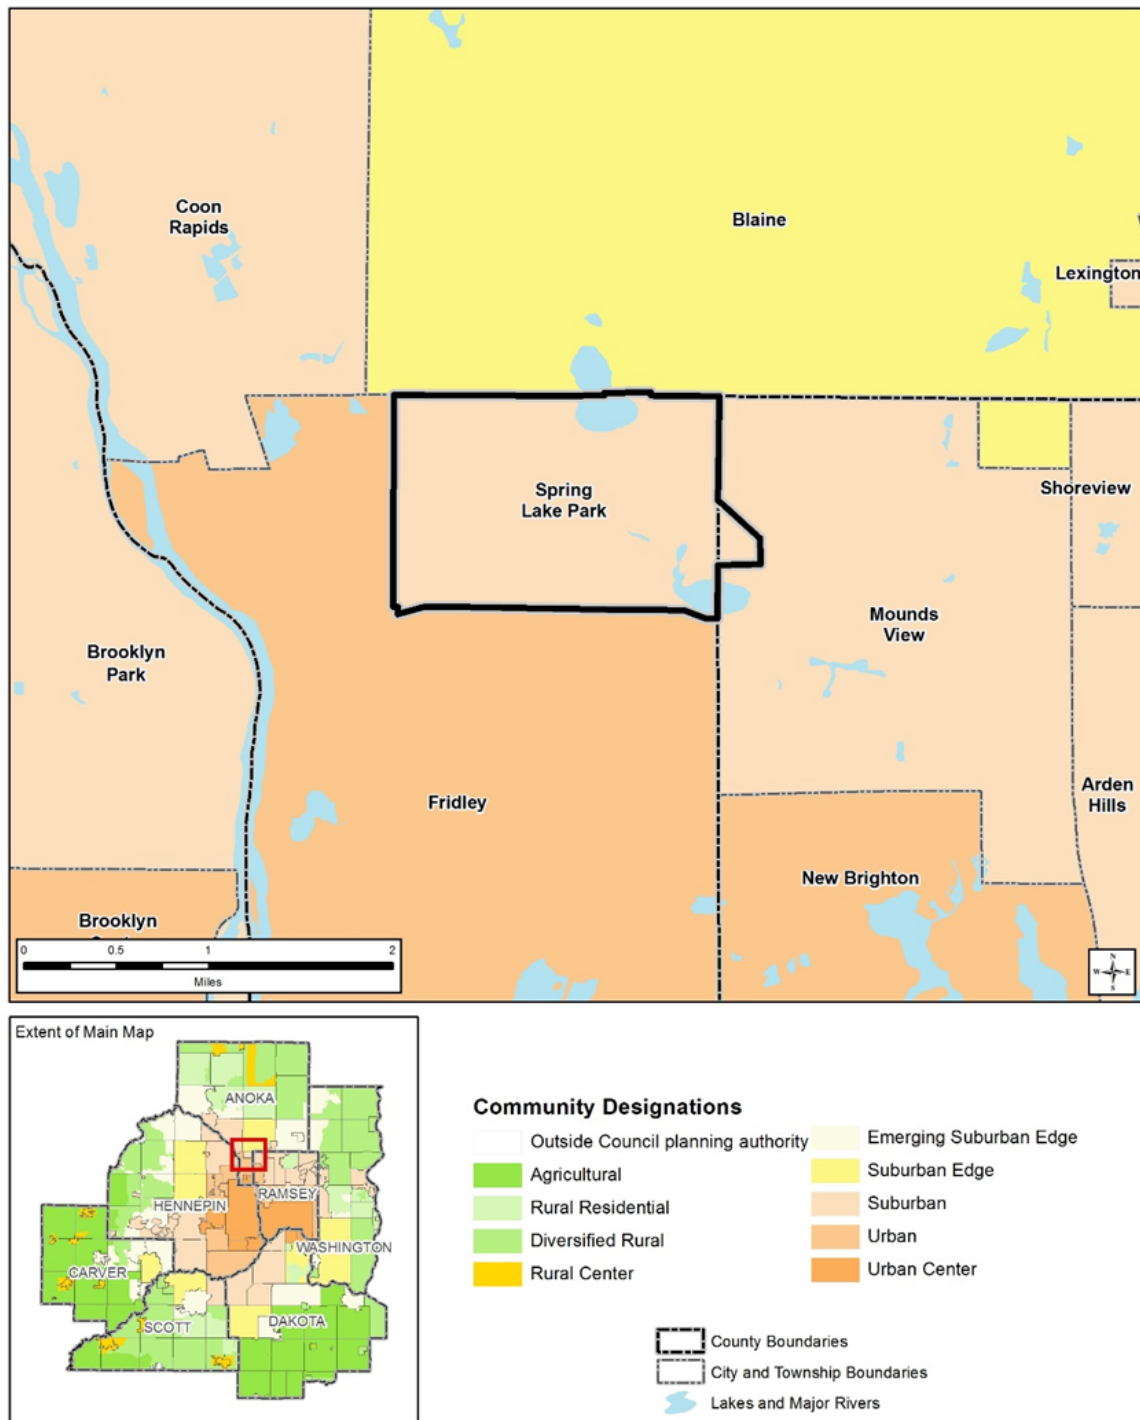 Coon
Rapids
Blaine
Lexington
Spring
Lake Park
Shoreview
Mounds
View
Brooklyn
Park
Fridley
Arden
Hills
New Brighton
Brooklyn
0 0.5 1 2
Miles
N
W E
S
Extent of Main Map
ANOKA
HENNEPIN
RAMSEY
WASHINGTON
CARVER
SCOTT
DAKOTA
Community Designations
Outside Council planning authority
Agricultural
Rural Residential
Diversified Rural
Rural Center
Emerging Suburban Edge
Suburban Edge
Suburban
Urban
Urban Center
County Boundaries
City and Township Boundaries
Lakes and Major Rivers